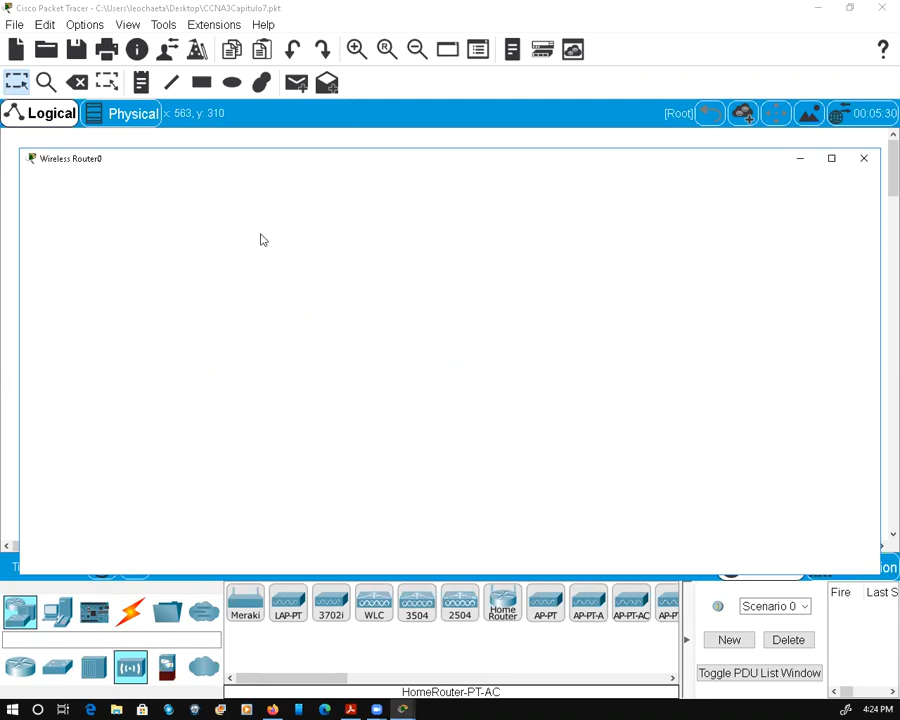 Cisco Packet Tracer - C:\Users\leochaeta\Desktop\CCNA3Capitulo7.pkt
File Edit Options View Tools Extensions Help
Logical Physical x: 563, y: 310 [Root] 00:05:30
Wireless Router0
Meraki LAP-PT 3702i WLC 3504 2504 Home Router AP-PT AP-PT-A AP-PT-AC AP-PT
Scenario 0 Fire Last S
New Delete
Toggle PDU List Window
HomeRouter-PT-AC
4:24 PM